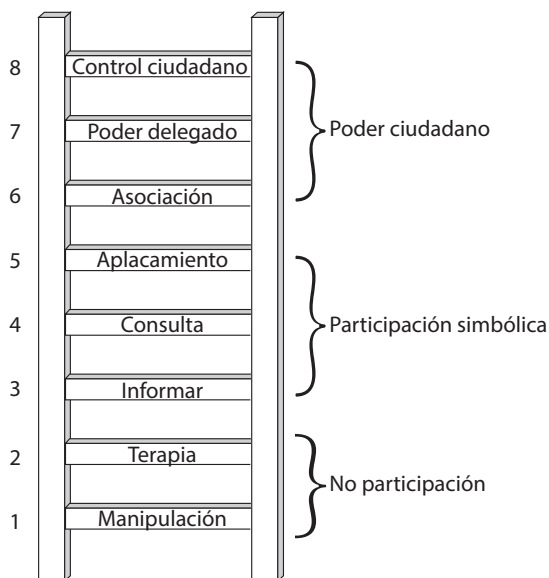 8 Control ciudadano
7 Poder delegado
Poder ciudadano
6 Asociación
5 Aplacamiento
4 Consulta
Participación simbólica
3 Informar
2 Terapia
No participación
1 Manipulación